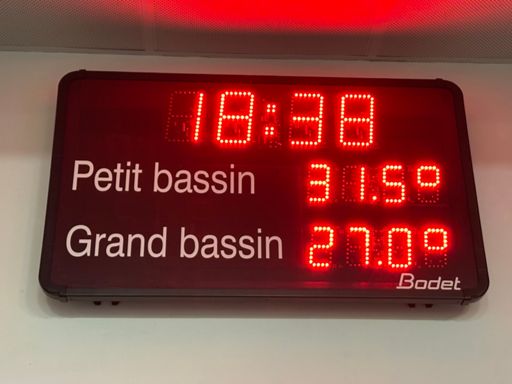 18:38
Petit bassin 31.5°
Grand bassin 27.0°
Bodet